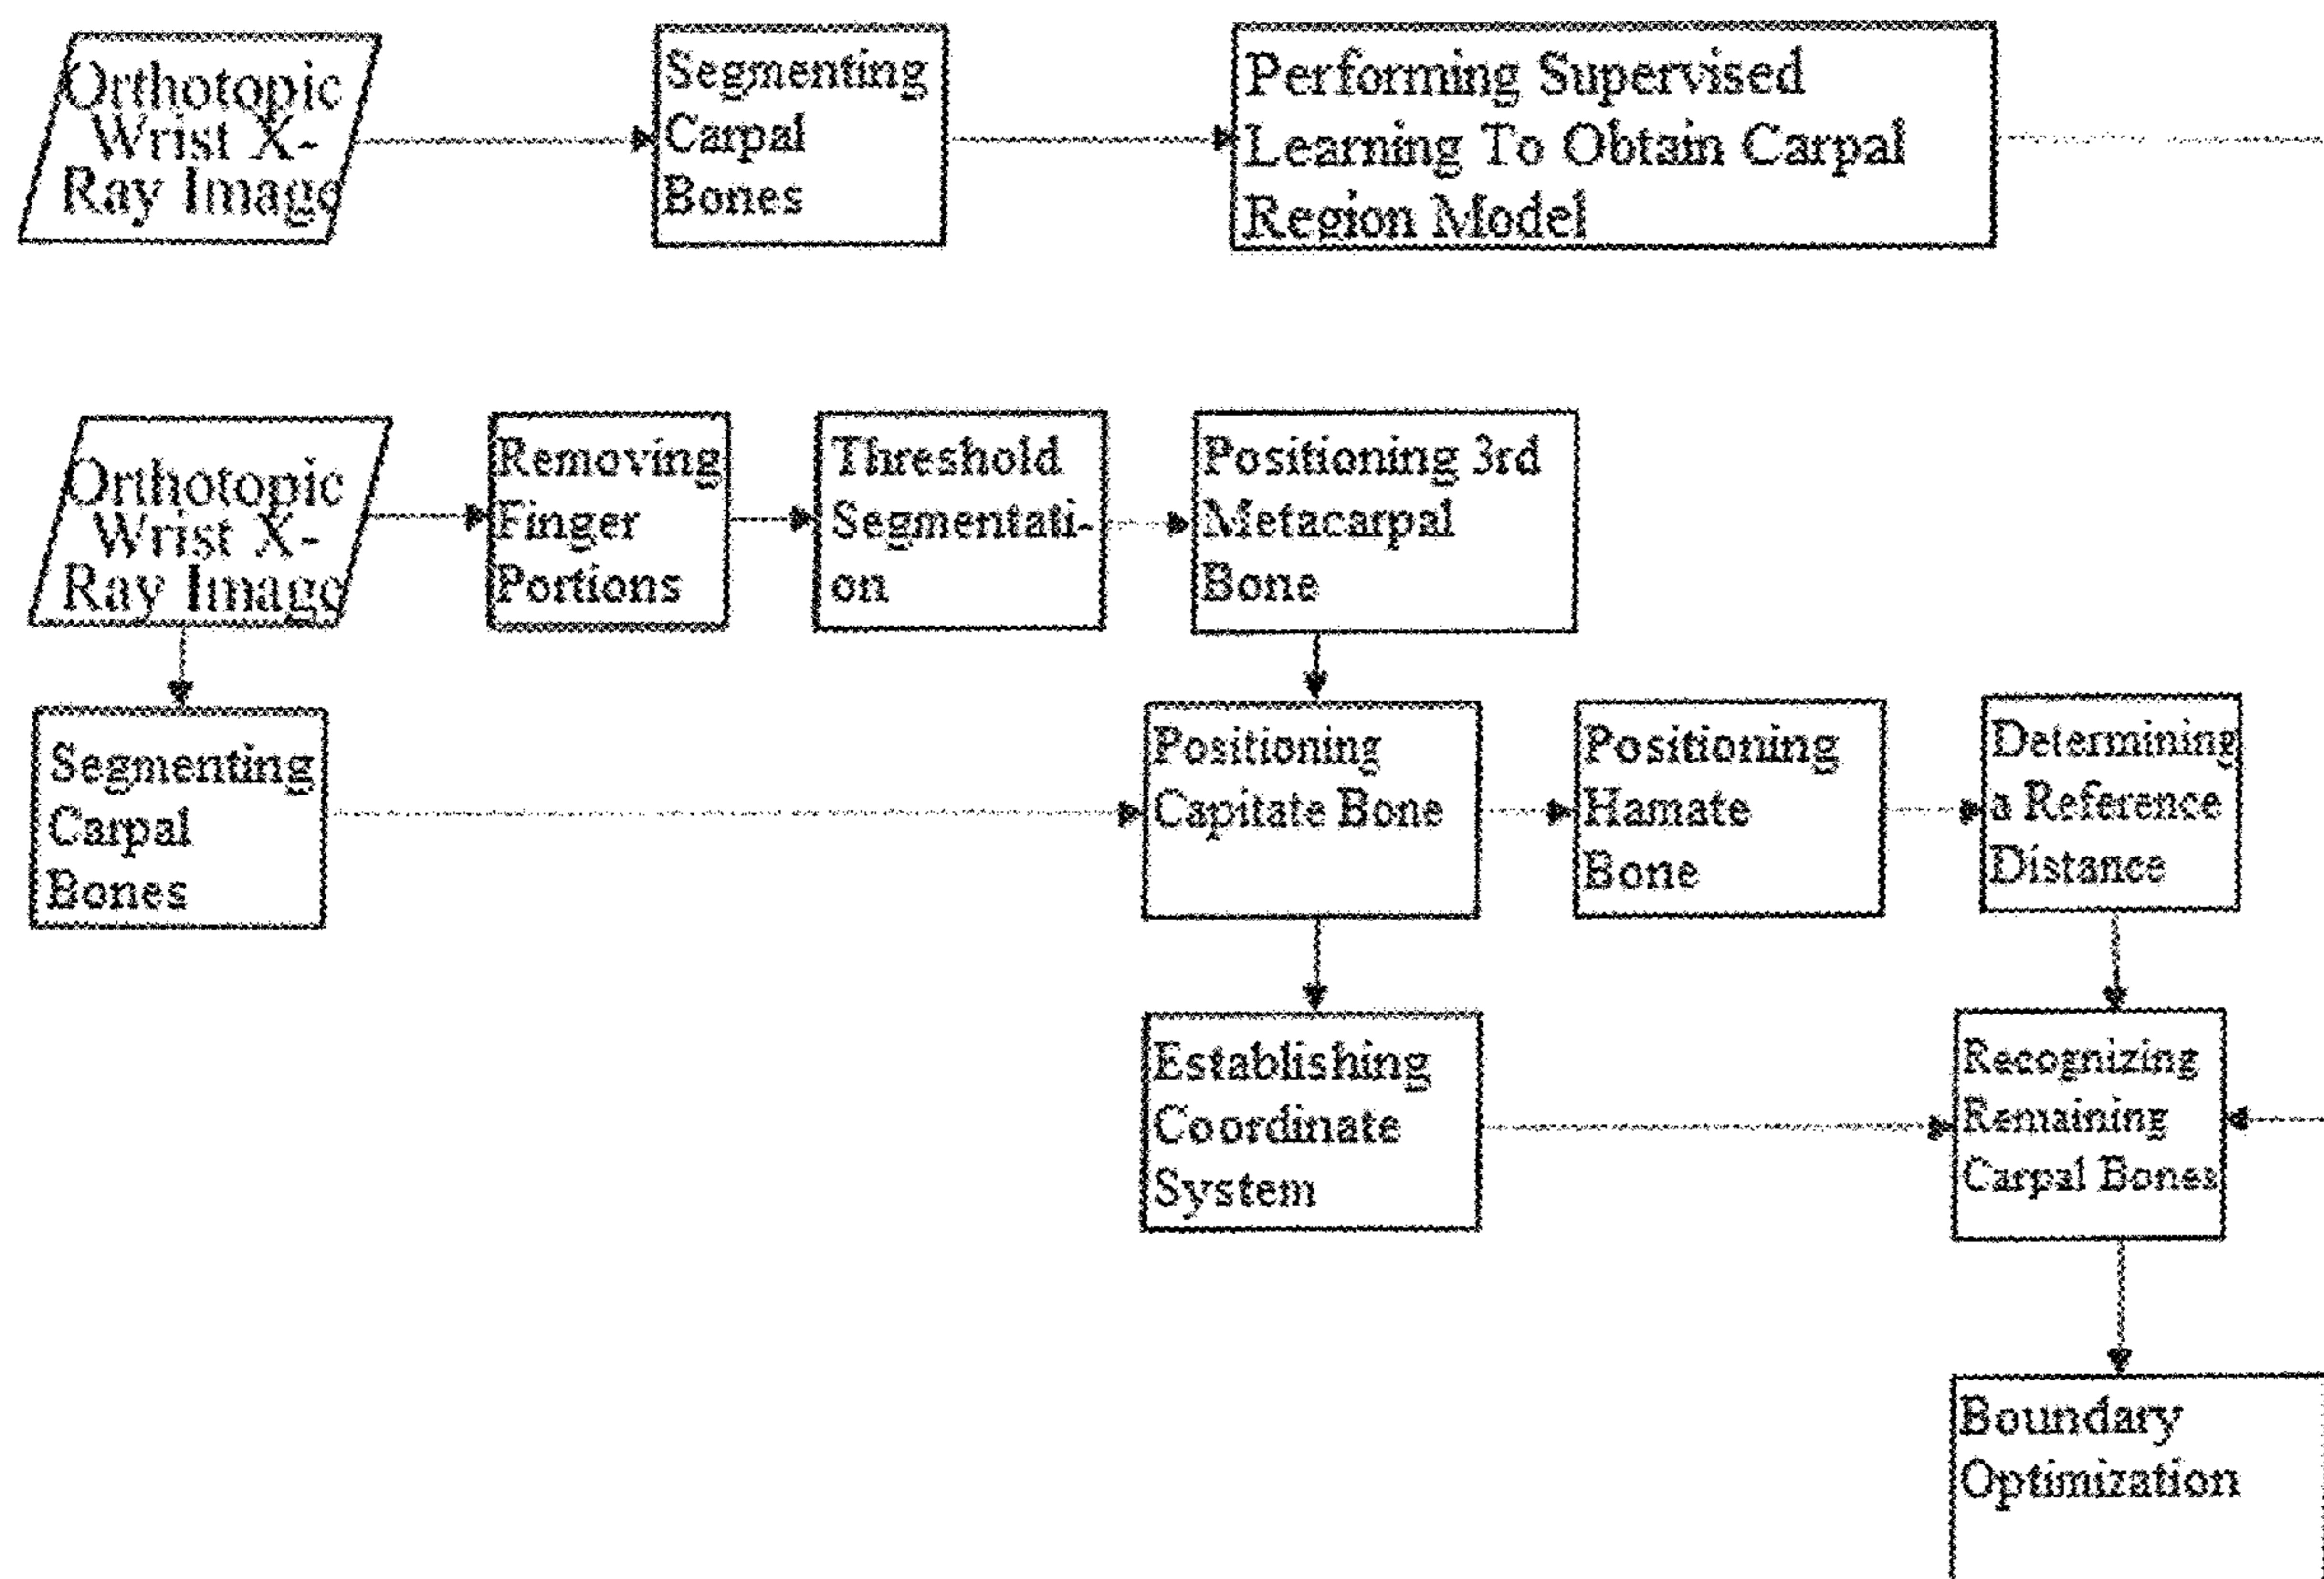 Orthotopic
Wrist X-
Ray Image
Segmenting
Carpal
Bones
Performing Supervised
Learning To Obtain Carpal
Region Model
Orthotopic
Wrist X-
Ray Image
Removing
Finger
Portions
Threshold
Segmentati-
on
Positioning 3rd
Metacarpal
Bone
Segmenting
Carpal
Bones
Positioning
Capitate Bone
Positioning
Hamate
Bone
Determining
a Reference
Distance
Establishing
Coordinate
System
Recognizing
Remaining
Carpal Bones
Boundary
Optimization